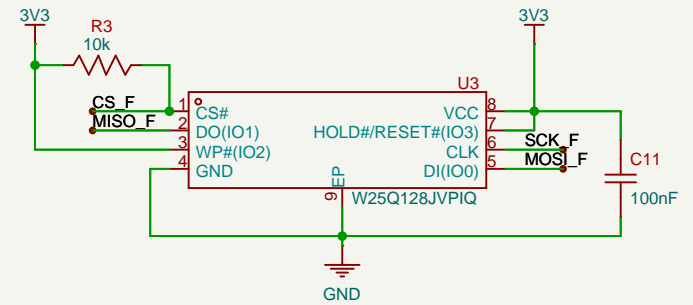 3V3
3V3
R3
10k
U3
CS_F
1
CS#
VCC
8
MISO_F
2
DO(IO1)
HOLD#/RESET#(IO3)
7
3
WP#(IO2)
CLK
6
SCK_F
4
GND
DI(IO0)
5
MOSI_F
C11
100nF
EP
9
W25Q128JVPIQ
GND